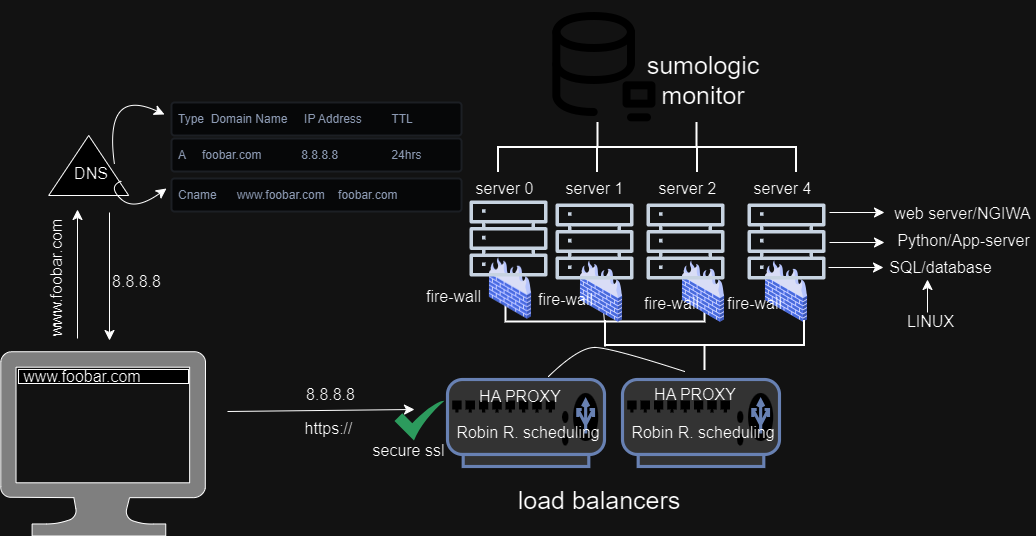 sumologic
monitor
Type Domain Name IP Address TTL
A foobar.com 8.8.8.8 24hrs
Cname www.foobar.com foobar.com
DNS
www.foobar.com
8.8.8.8
server 0 server 1 server 2 server 4
web server/NGIWA
Python/App-server
SQL/database
LINUX
fire-wall fire-wall fire-wall fire-wall
www.foobar.com
8.8.8.8
https://
secure ssl
HA PROXY
Robin R. scheduling
HA PROXY
Robin R. scheduling
load balancers